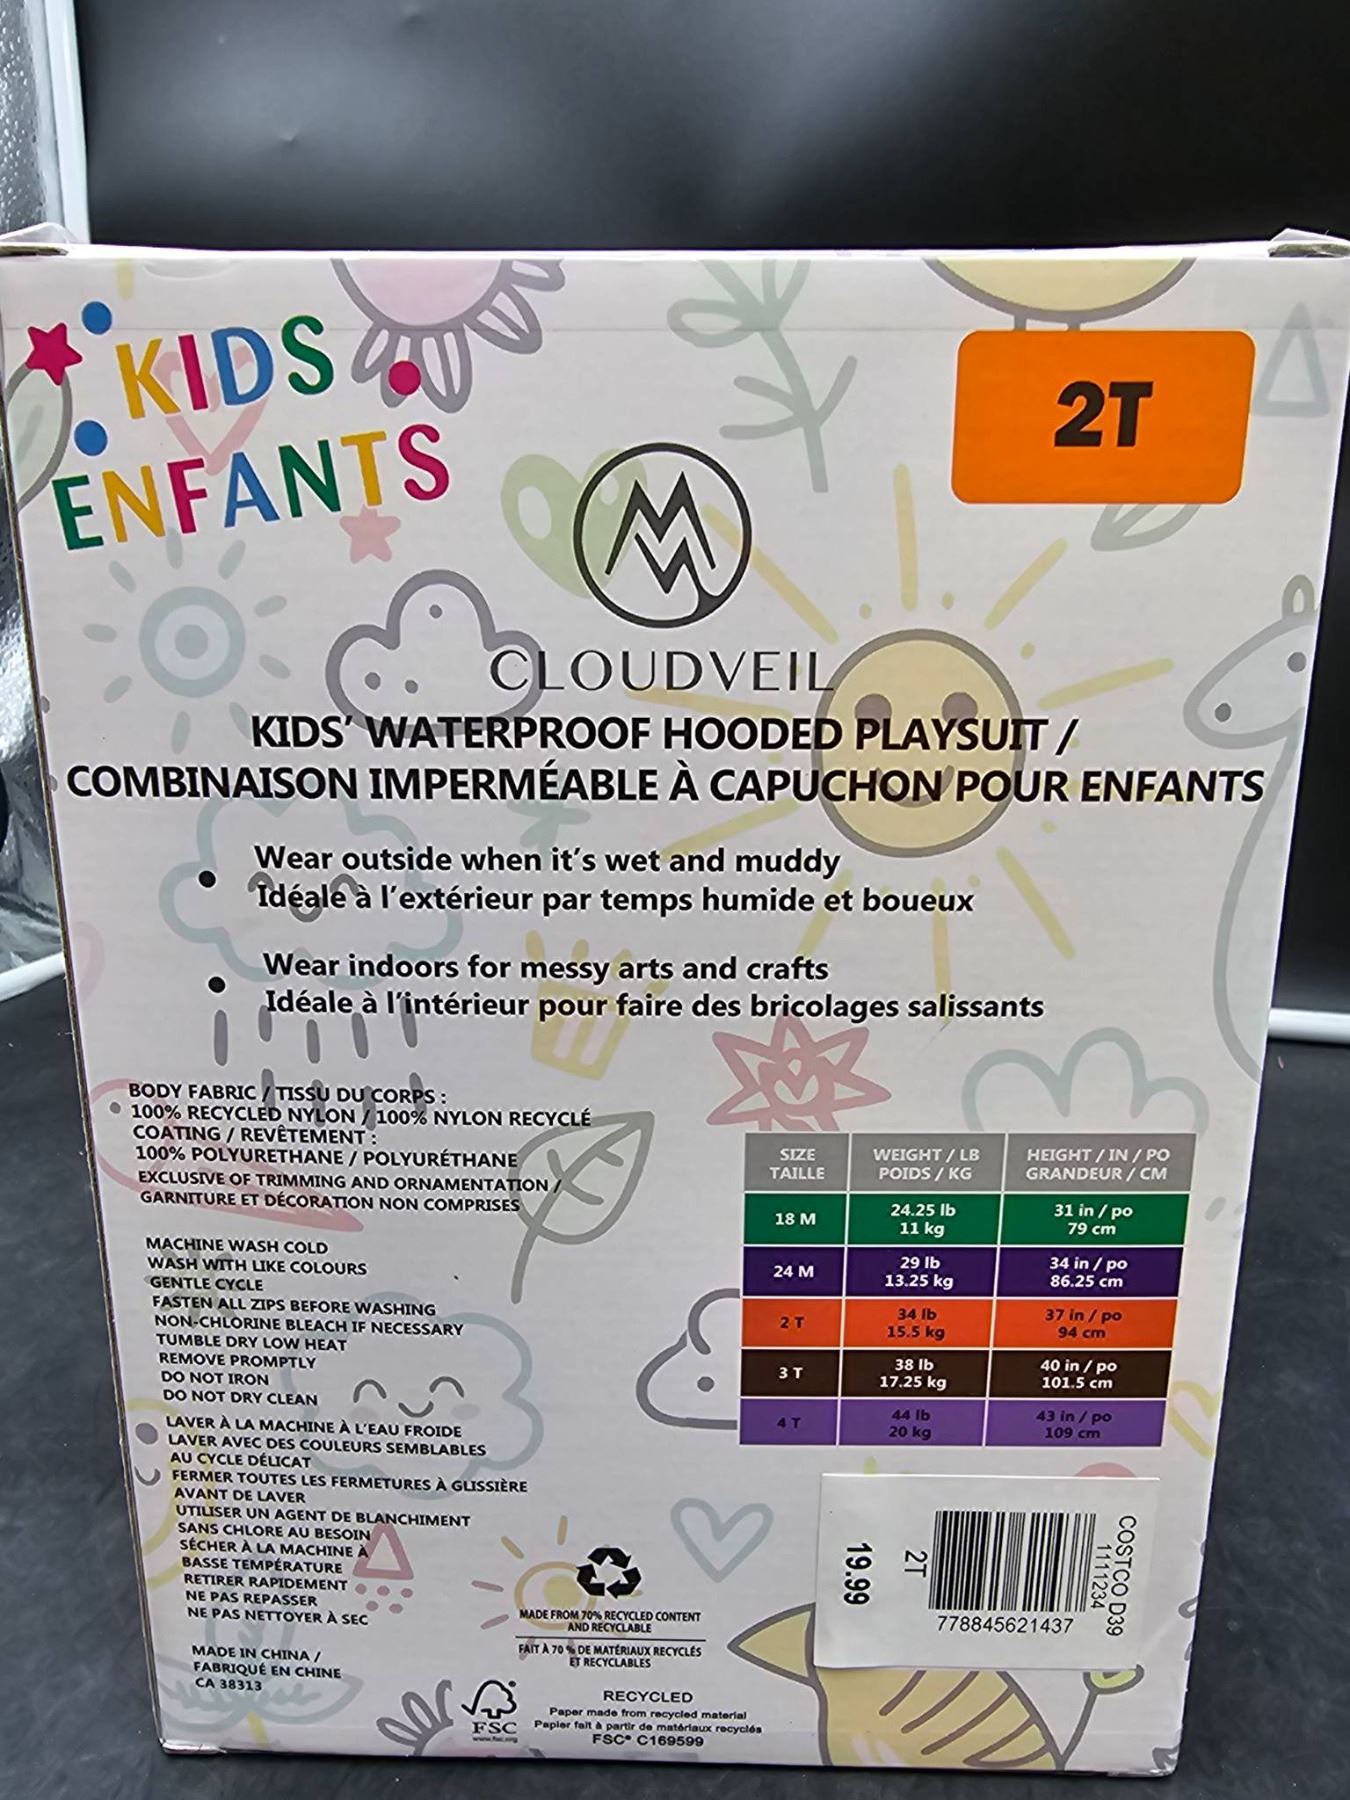 KIDS
ENFANTS
2T
CLOUDVEIL
KIDS' WATERPROOF HOODED PLAYSUIT /
COMBINAISON IMPERMÉABLE À CAPUCHON POUR ENFANTS
• Wear outside when it's wet and muddy
Idéale à l'extérieur par temps humide et boueux
• Wear indoors for messy arts and crafts
Idéale à l'intérieur pour faire des bricolages salissants
BODY FABRIC / TISSU DU CORPS :
100% RECYCLED NYLON / 100% NYLON RECYCLÉ
COATING / REVÊTEMENT :
100% POLYURETHANE / POLYURÉTHANE
EXCLUSIVE OF TRIMMING AND ORNAMENTATION /
GARNITURE ET DÉCORATION NON COMPRISES
MACHINE WASH COLD
WASH WITH LIKE COLOURS
GENTLE CYCLE
FASTEN ALL ZIPS BEFORE WASHING
NON-CHLORINE BLEACH IF NECESSARY
TUMBLE DRY LOW HEAT
REMOVE PROMPTLY
DO NOT IRON
DO NOT DRY CLEAN
LAVER À LA MACHINE À L'EAU FROIDE
LAVER AVEC DES COULEURS SEMBLABLES
AU CYCLE DÉLICAT
FERMER TOUTES LES FERMETURES À GLISSIÈRE
AVANT DE LAVER
UTILISER UN AGENT DE BLANCHIMENT
SANS CHLORE AU BESOIN
SÉCHER À LA MACHINE À
BASSE TEMPÉRATURE
RETIRER RAPIDEMENT
NE PAS REPASSER
NE PAS NETTOYER À SEC
MADE IN CHINA /
FABRIQUÉ EN CHINE
CA 38313
SIZE WEIGHT / LB HEIGHT / IN / PO
TAILLE POIDS / KG GRANDEUR / CM
18 M 24.25 lb 31 in / po
11 kg 79 cm
24 M 29 lb 34 in / po
13.25 kg 86.25 cm
2 T 34 lb 37 in / po
15.5 kg 94 cm
3 T 38 lb 40 in / po
17.25 kg 101.5 cm
4 T 44 lb 43 in / po
20 kg 109 cm
COSTCO D39
1111234
778845621437
2T
19.99
MADE FROM 70% RECYCLED CONTENT
AND RECYCLABLE
FAIT À 70 % DE MATÉRIAUX RECYCLÉS
ET RECYCLABLES
FSC
www.fsc.org
RECYCLED
Paper made from recycled material
Papier fait à partir de matériaux recyclés
FSC® C169599